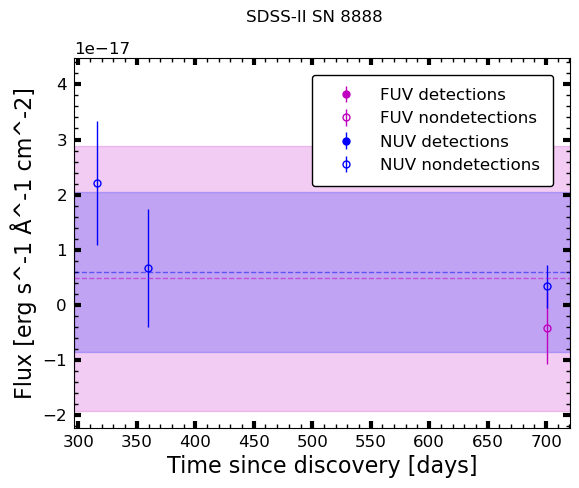 SDSS-II SN 8888
1e−17
FUV detections
FUV nondetections
NUV detections
NUV nondetections
4
3
2
1
0
−1
−2
Flux [erg s^-1 Å^-1 cm^-2]
300 350 400 450 500 550 600 650 700
Time since discovery [days]